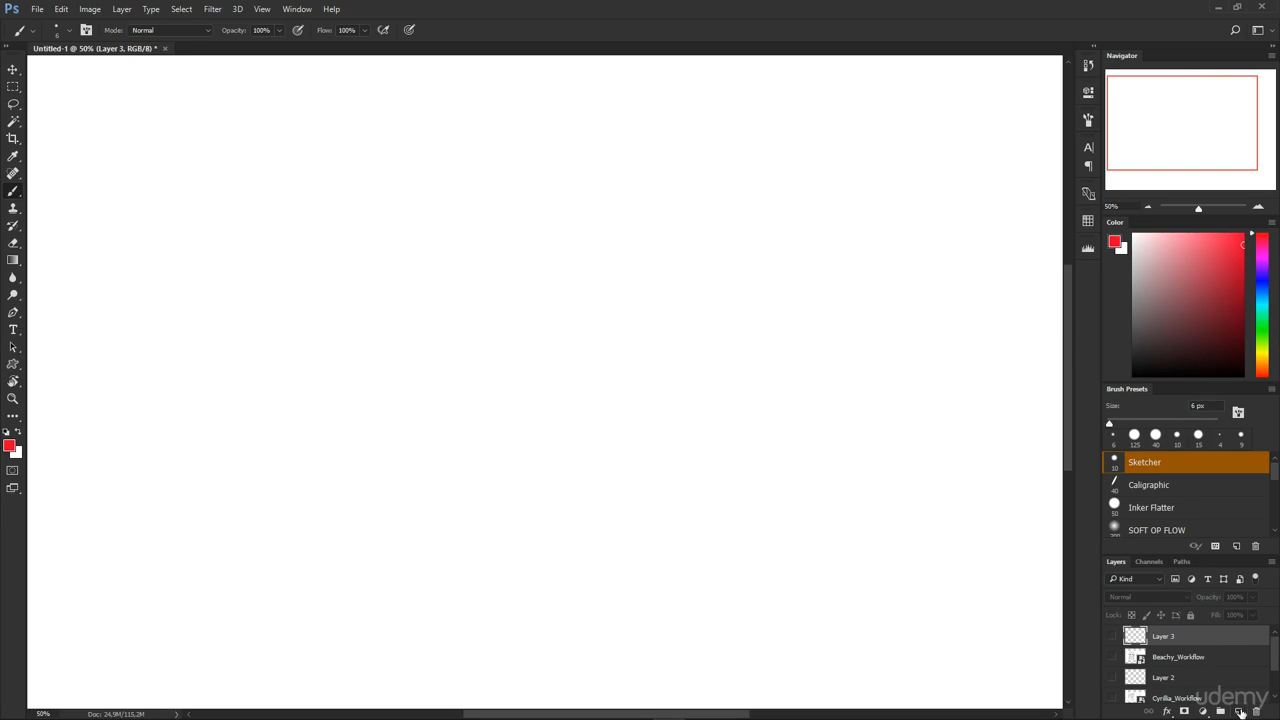 Ps File Edit Image Layer Type Select Filter 3D View Window Help
6 Mode: Normal Opacity: 100% Flow: 100%
Untitled-1 @ 50% (Layer 3, RGB/8) * ×
Navigator
50%
Color
Brush Presets
Size: 6 px
6 125 40 10 15 4 9
Sketcher
10
Caligraphic
40
Inker Flatter
50
SOFT OP FLOW
200
Layers Channels Paths
Kind
Normal Opacity: 100%
Lock: Fill: 100%
Layer 3
Beachy_Workflow
Layer 2
Cyrillia_Workflow
udemy
50% Doc: 24,9M/115,2M